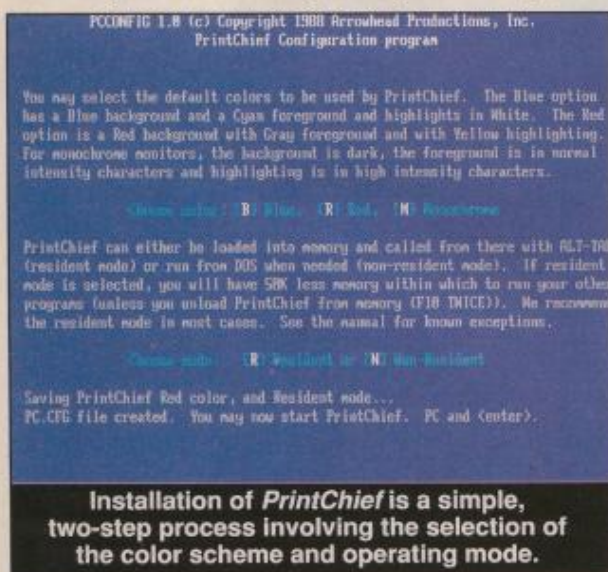 PCCONFIG 1.0 (c) Copyright 1988 Arrowhead Productions, Inc.
PrintChief Configuration program
You may select the default colors to be used by PrintChief. The Blue option
has a Blue background and a Cyan foreground and highlights in White. The Red
option is a Red background with Gray foreground and with Yellow highlighting.
For monochrome monitors, the background is dark, the foreground is in normal
intensity characters and highlighting is in high intensity characters.
Choose color: (B) Blue, (R) Red, (M) Monochrome
PrintChief can either be loaded into memory and called from there with ALT-TAB
(resident mode) or run from DOS when needed (non-resident mode). If resident
mode is selected, you will have 50K less memory within which to run your other
programs (unless you unload PrintChief from memory (F10 TWICE)). We recommend
the resident mode in most cases. See the manual for known exceptions.
Choose mode: (R) Resident or (N) Non-Resident
Saving PrintChief Red color, and Resident mode...
PC.CFG file created. You may now start PrintChief. PC and <enter>.
Installation of PrintChief is a simple,
two-step process involving the selection of
the color scheme and operating mode.